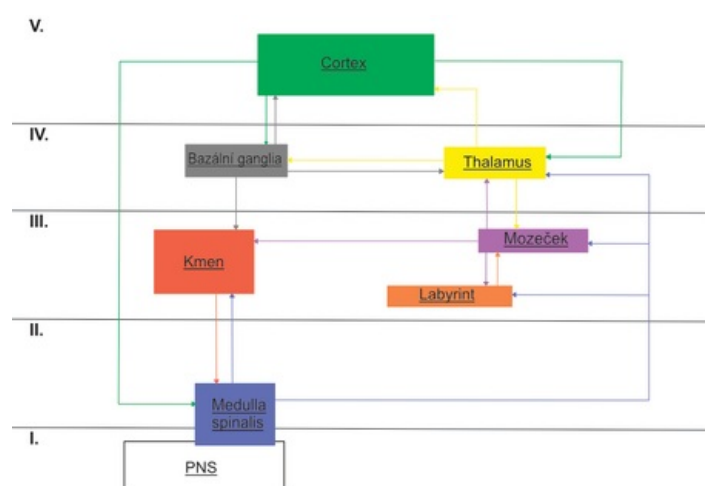 V.
Cortex
IV.
Bazální ganglia
Thalamus
III.
Mozeček
Kmen
Labyrint
II.
Medulla
spinalis
I.
PNS